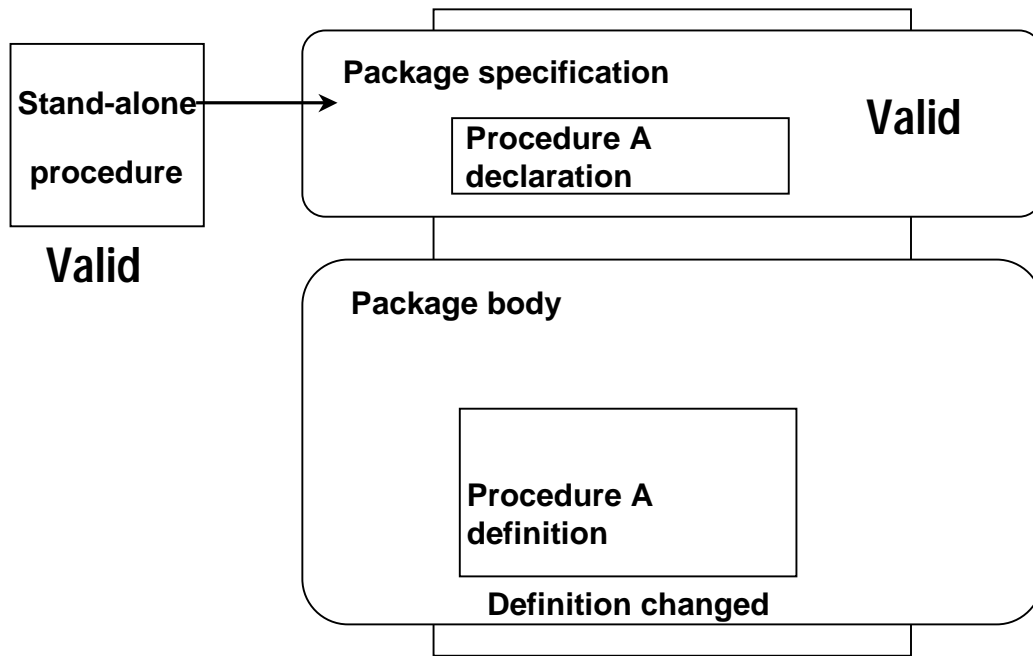 Stand-alone
procedure
Valid
Package specification
Procedure A
declaration
Valid
Package body
Procedure A
definition
Definition changed